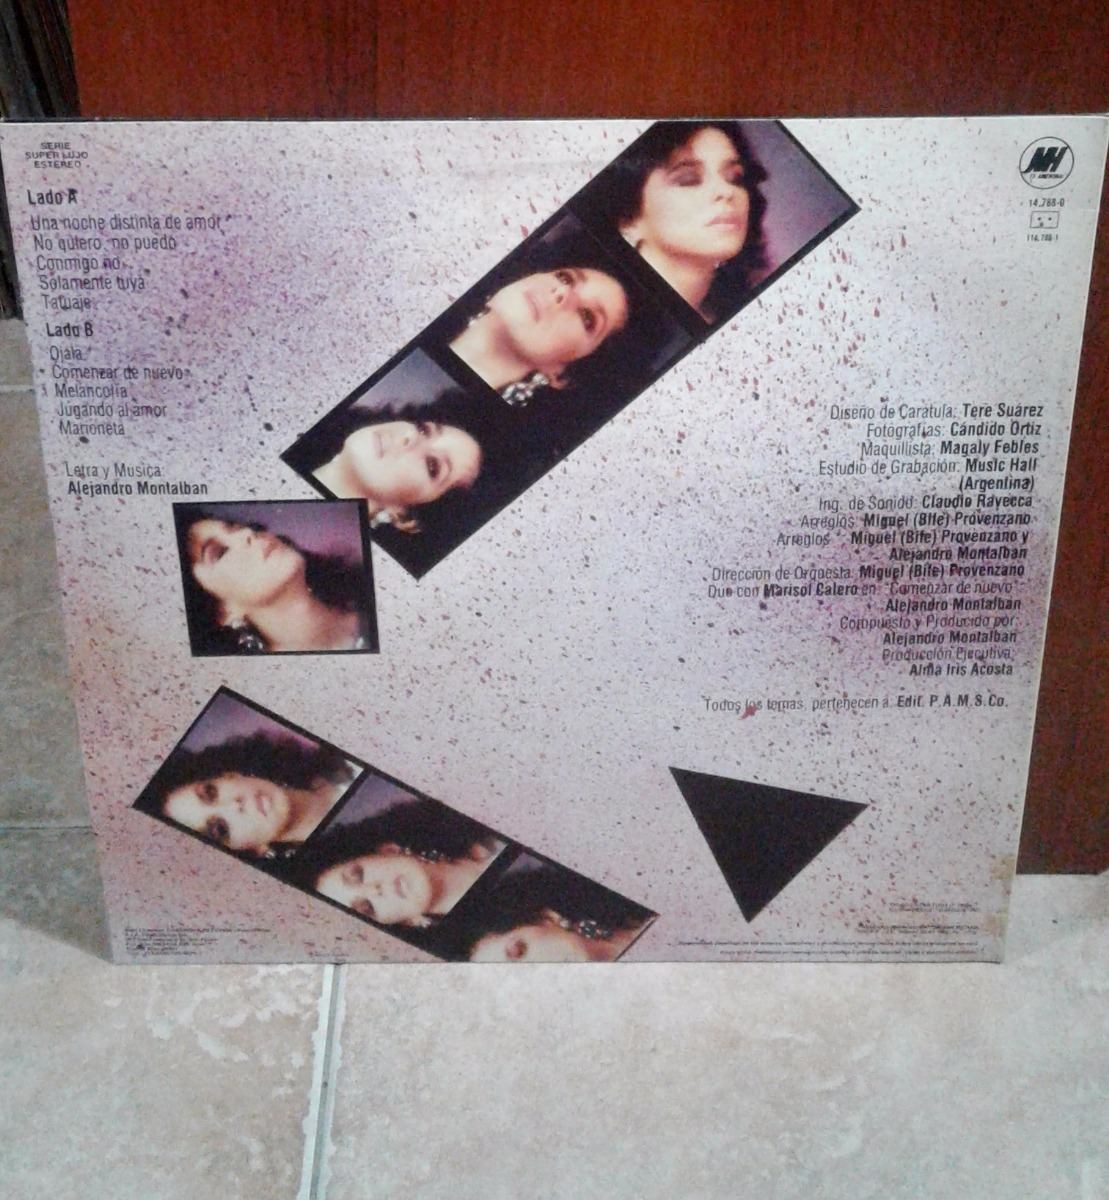 SERIE
SUPER LUJO
ESTEREO
Lado A
Una noche distinta de amor
No quiero, no puedo
Conmigo no
Solamente tuya
Tatuaje
Lado B
Ojala
Comenzar de nuevo
Melancolia
Jugando al amor
Marioneta
Letra y Musica:
Alejandro Montalban
MH
14.788-0
114.788-1
Diseño de Caratula: Tere Suárez
Fotografias: Cándido Ortiz
Maquillista: Magaly Febles
Estudio de Grabación: Music Hall
(Argentina)
Ing. de Sonido: Claudio Rayecca
Arreglos: Miguel (Bife) Provenzano
Arreglos Miguel (Bife) Provenzano y
Alejandro Montalban
Dirección de Orquesta: Miguel (Bife) Provenzano
Duo con Marisol Calero en: "Comenzar de nuevo"
Alejandro Montalban
Compuesto y Producido por:
Alejandro Montalban
Producción Ejecutiva:
Alma Iris Acosta
Todos los temas, pertenecen a: Edit. P.A.M.S.Co.